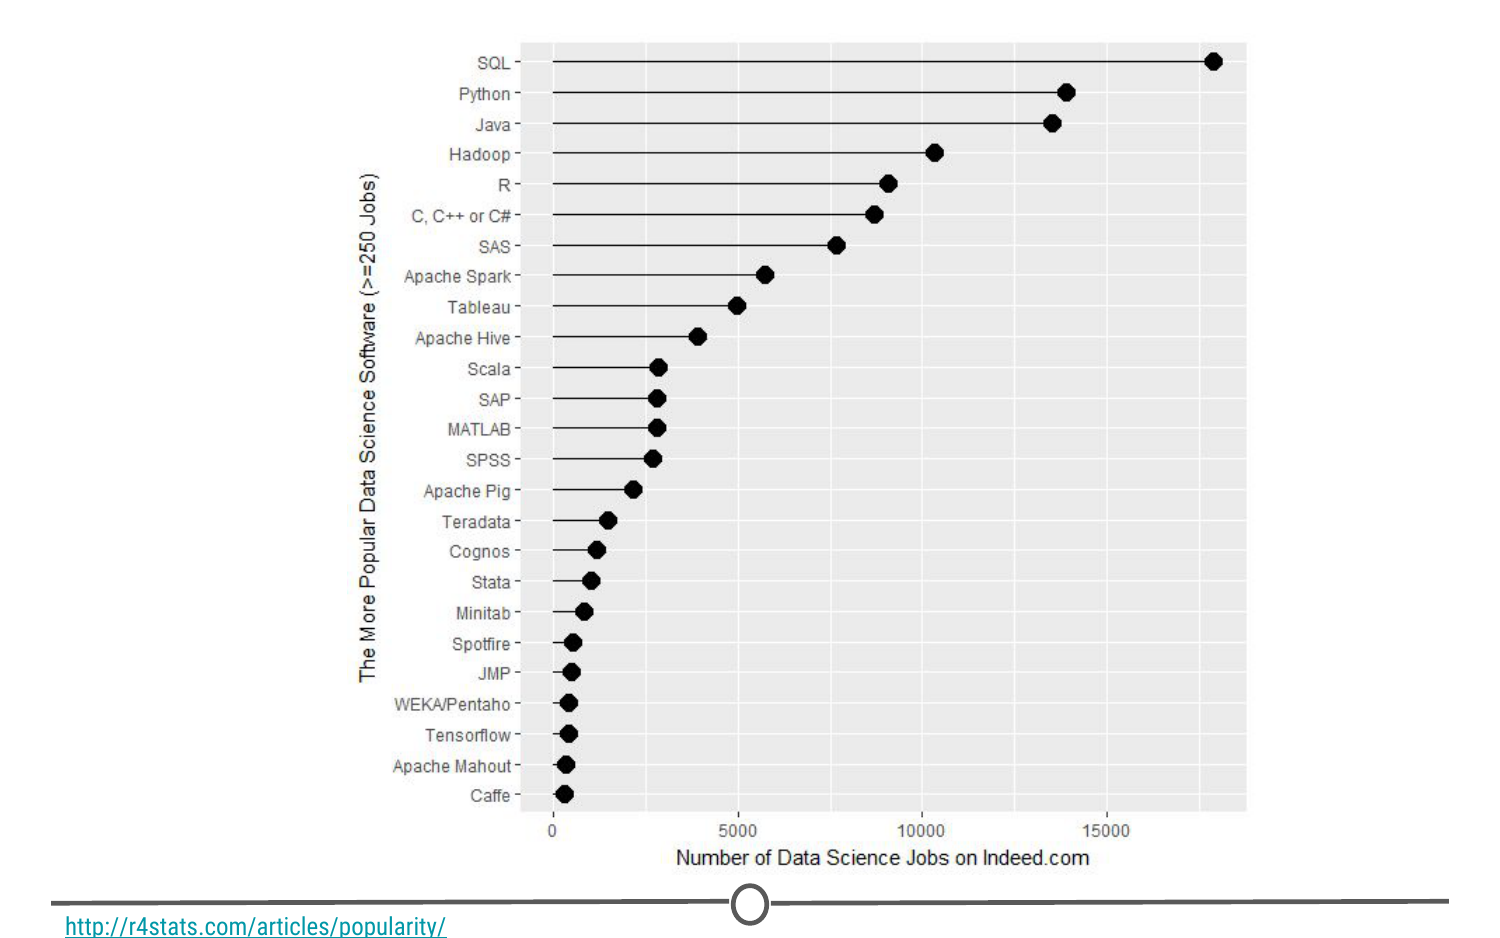 The More Popular Data Science Software (>=250 Jobs)
SQL
Python
Java
Hadoop
R
C, C++ or C#
SAS
Apache Spark
Tableau
Apache Hive
Scala
SAP
MATLAB
SPSS
Apache Pig
Teradata
Cognos
Stata
Minitab
Spotfire
JMP
WEKA/Pentaho
Tensorflow
Apache Mahout
Caffe
0 5000 10000 15000
Number of Data Science Jobs on Indeed.com
http://r4stats.com/articles/popularity/